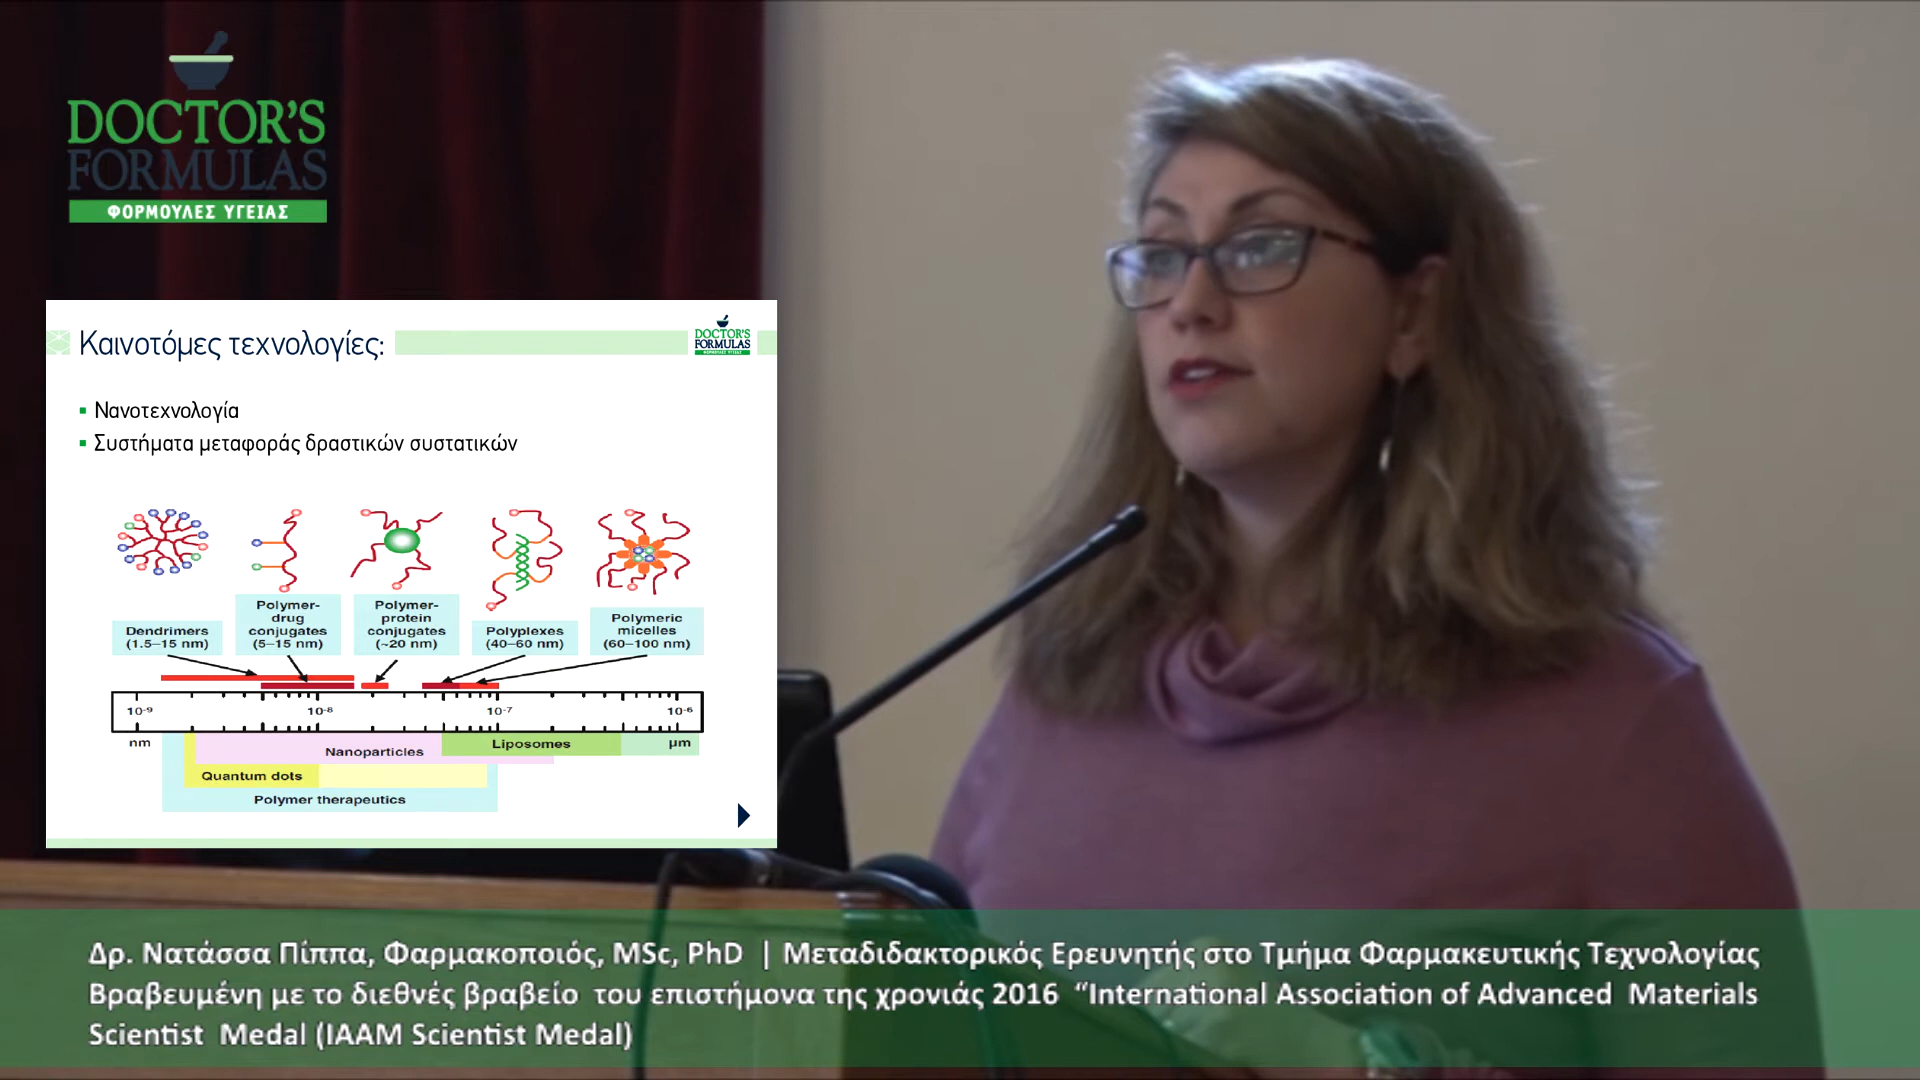 DOCTOR'S
FORMULAS
ΦΟΡΜΟΥΛΕΣ ΥΓΕΙΑΣ
Καινοτόμες τεχνολογίες:
DOCTOR'S
FORMULAS
ΦΟΡΜΟΥΛΕΣ ΥΓΕΙΑΣ
▪ Νανοτεχνολογία
▪ Συστήματα μεταφοράς δραστικών συστατικών
Dendrimers
(1.5–15 nm)
Polymer-
drug
conjugates
(5–15 nm)
Polymer-
protein
conjugates
(~20 nm)
Polyplexes
(40–60 nm)
Polymeric
micelles
(60–100 nm)
10-9 10-8 10-7 10-6
nm
μm
Liposomes
Nanoparticles
Quantum dots
Polymer therapeutics
Δρ. Νατάσσα Πίππα, Φαρμακοποιός, MSc, PhD | Μεταδιδακτορικός Ερευνητής στο Τμήμα Φαρμακευτικής Τεχνολογίας
Βραβευμένη με το διεθνές βραβείο του επιστήμονα της χρονιάς 2016 “International Association of Advanced Materials
Scientist Medal (IAAM Scientist Medal)